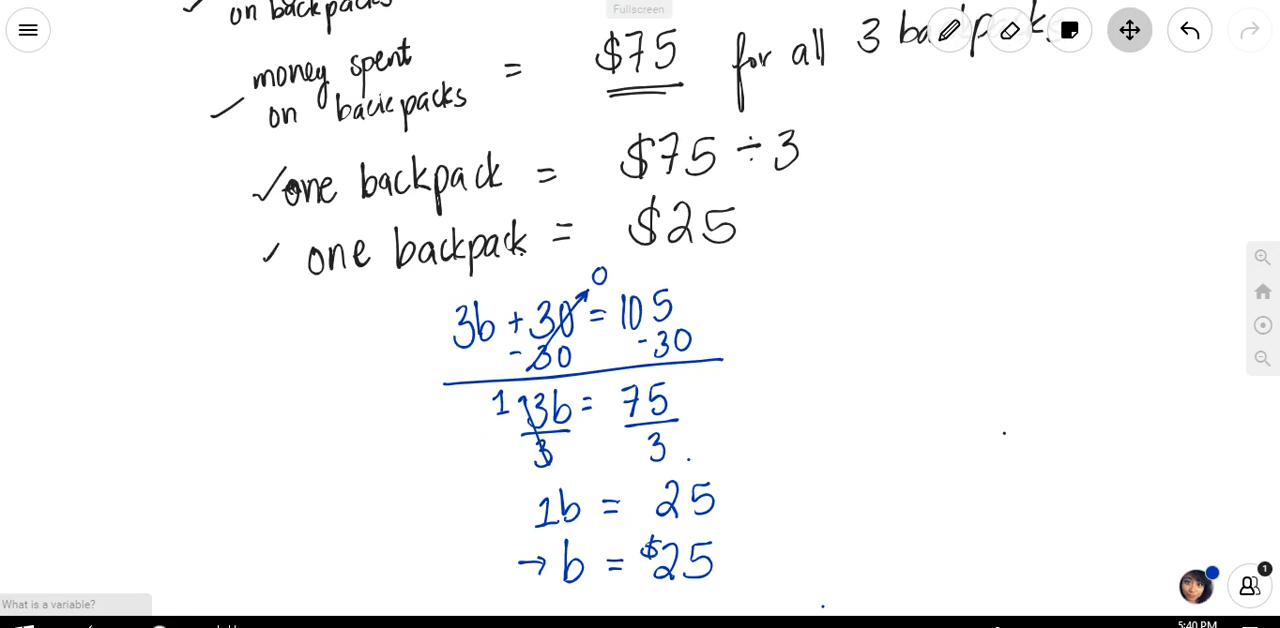 on backpacks
Fullscreen
money spent
on backpacks = $75 for all 3 backpacks
one backpack = $75 ÷ 3
one backpack = $25
0
3b + 30 = 105
-30 -30
1 3b = 75
3 3
1b = 25
→ b = $25
What is a variable?
1
5:40 PM